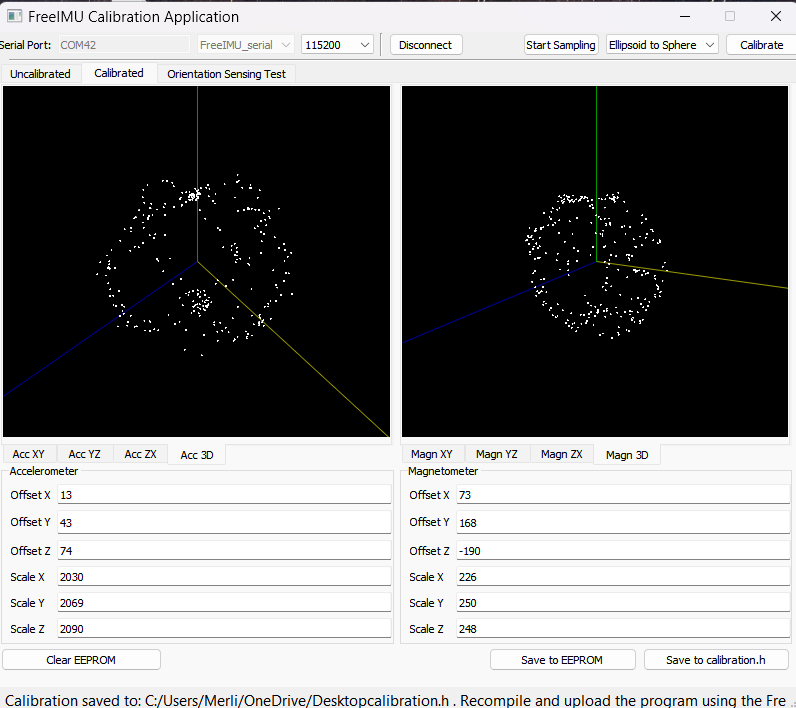 FreeIMU Calibration Application
Serial Port: COM42 FreeIMU_serial 115200 Disconnect Start Sampling Ellipsoid to Sphere Calibrate
Uncalibrated Calibrated Orientation Sensing Test
Acc XY Acc YZ Acc ZX Acc 3D Magn XY Magn YZ Magn ZX Magn 3D
Accelerometer Magnetometer
Offset X 13 Offset X 73
Offset Y 43 Offset Y 168
Offset Z 74 Offset Z -190
Scale X 2030 Scale X 226
Scale Y 2069 Scale Y 250
Scale Z 2090 Scale Z 248
Clear EEPROM Save to EEPROM Save to calibration.h
Calibration saved to: C:/Users/Merli/OneDrive/Desktopcalibration.h . Recompile and upload the program using the Fre